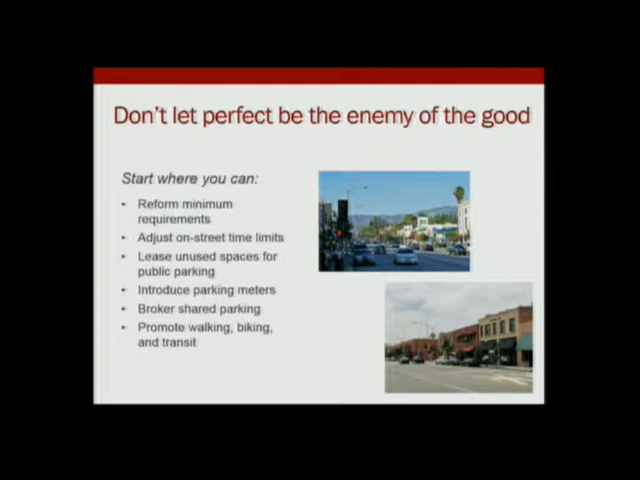 Don't let perfect be the enemy of the good
Start where you can:
• Reform minimum
requirements
• Adjust on-street time limits
• Lease unused spaces for
public parking
• Introduce parking meters
• Broker shared parking
• Promote walking, biking,
and transit